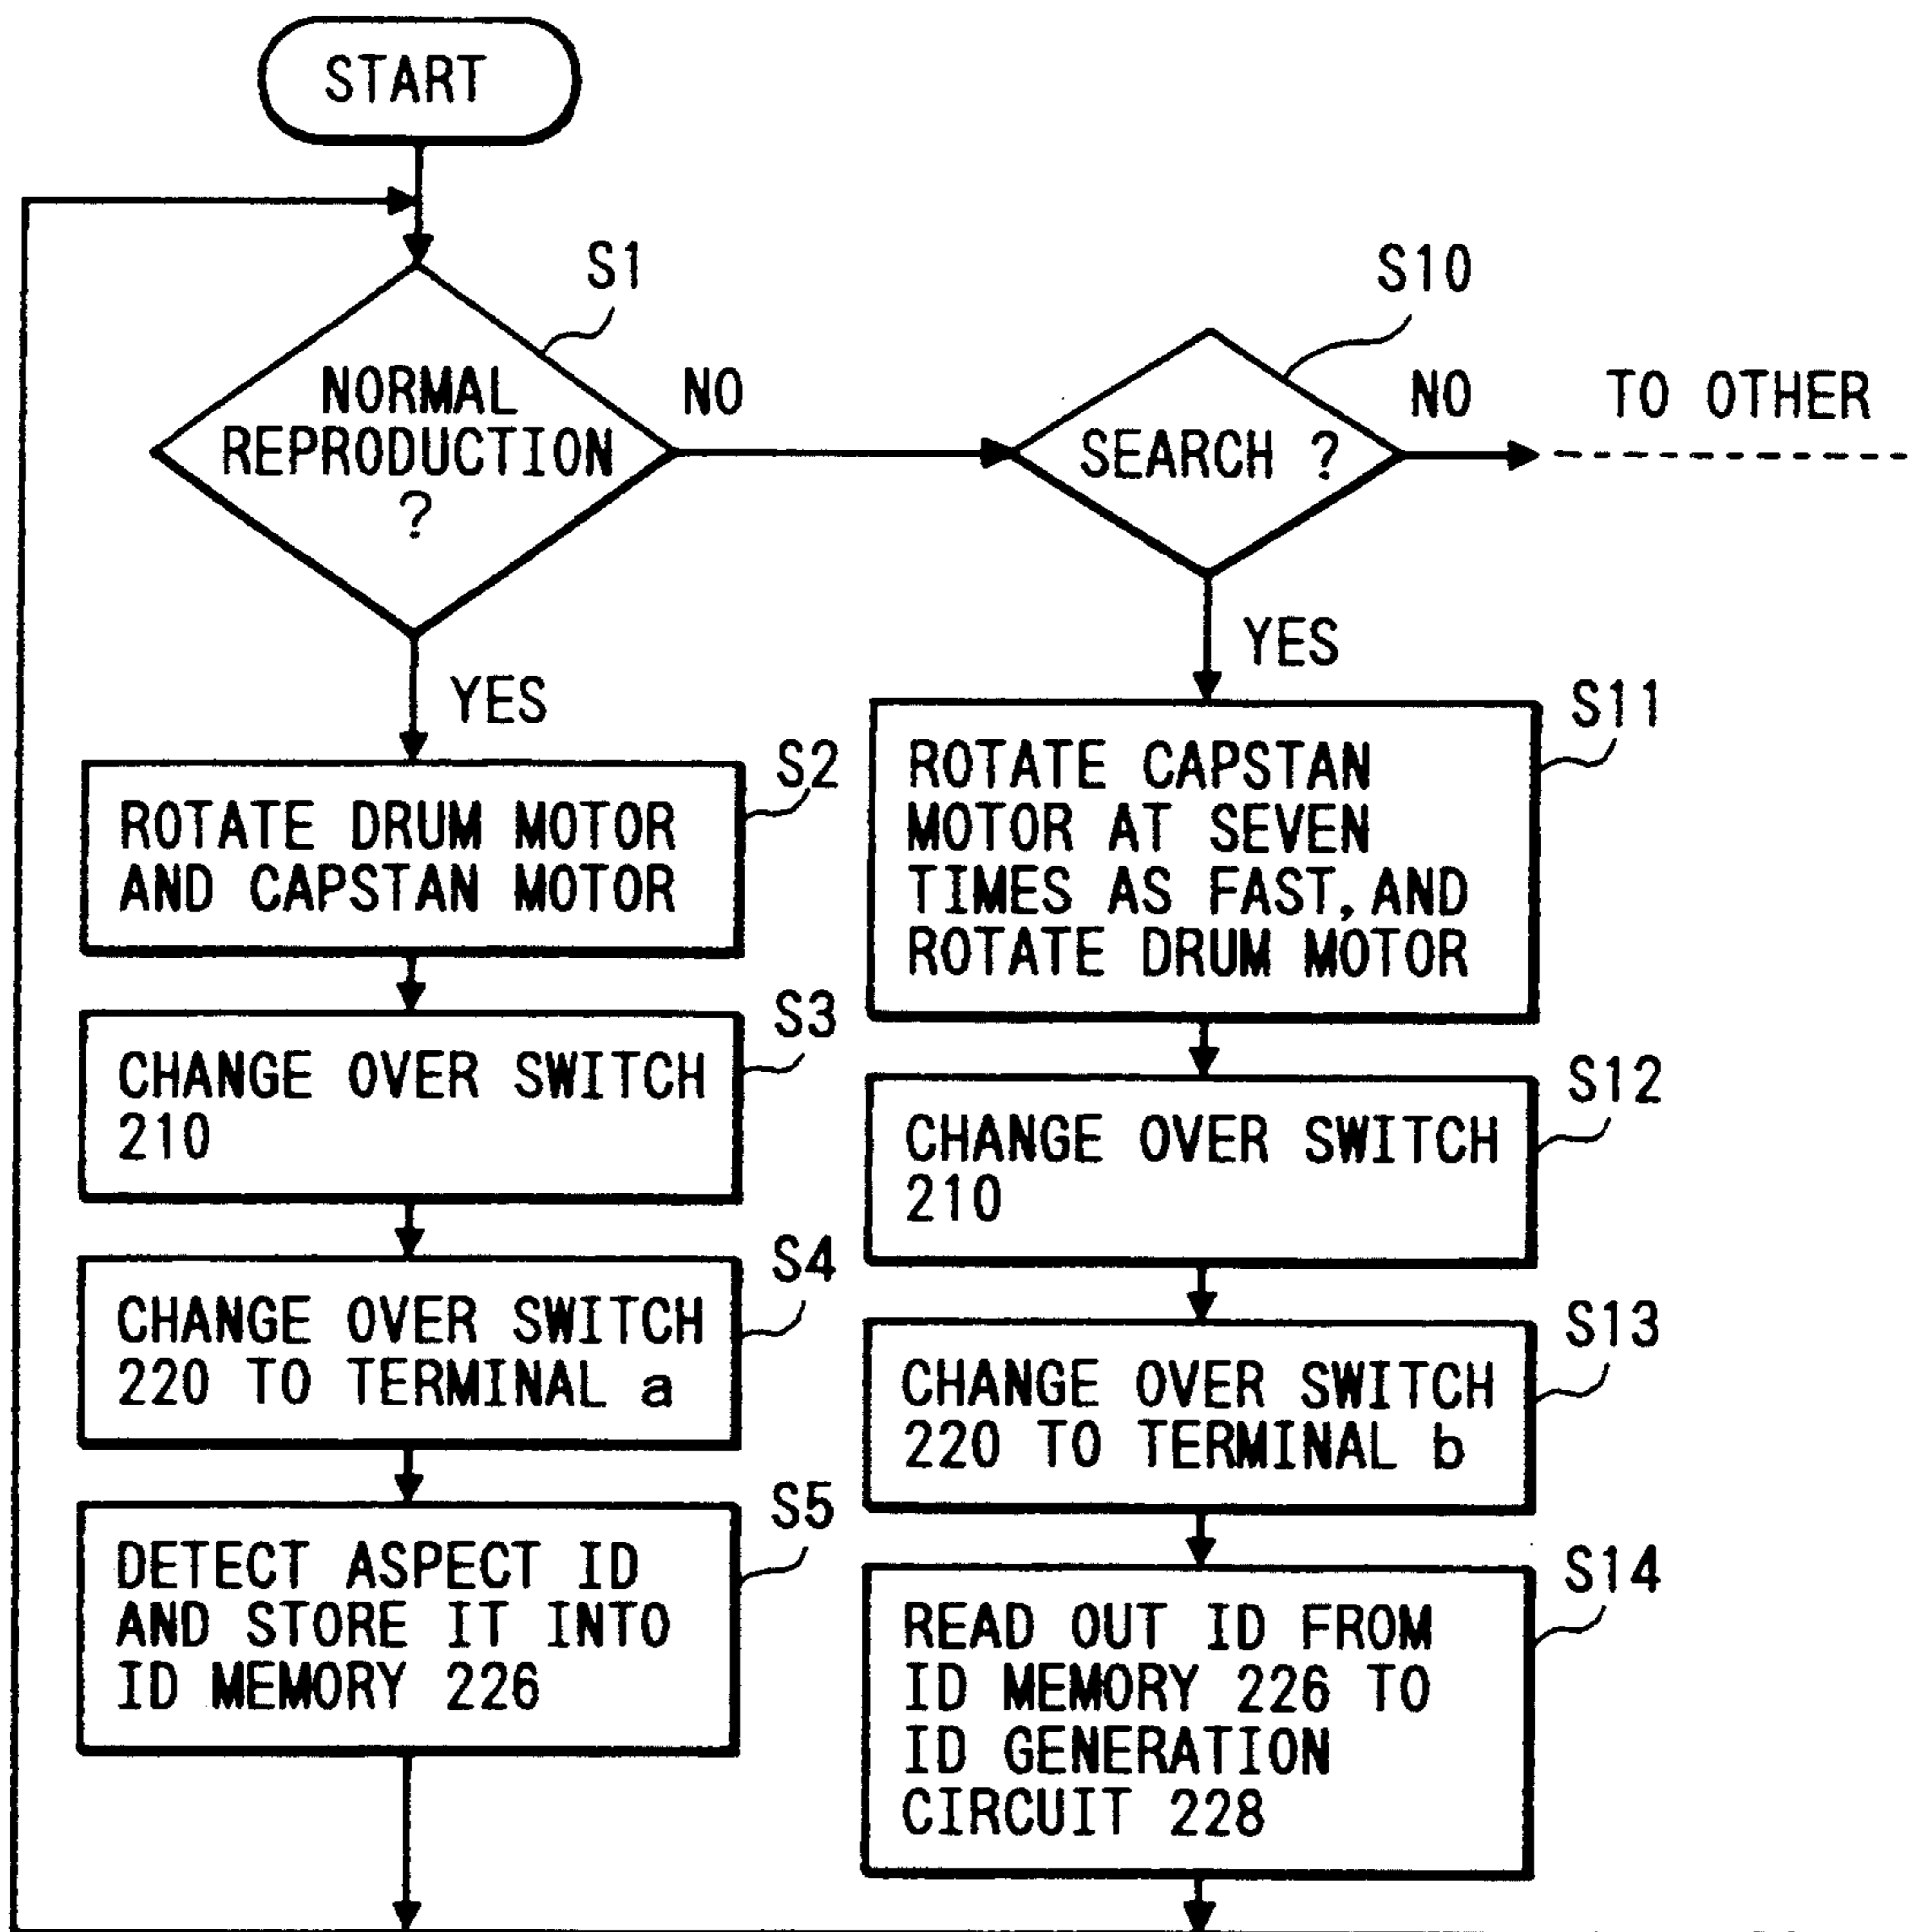 START
S1
NORMAL
REPRODUCTION
?
NO
YES
S2
ROTATE DRUM MOTOR
AND CAPSTAN MOTOR
S3
CHANGE OVER SWITCH
210
S4
CHANGE OVER SWITCH
220 TO TERMINAL a
S5
DETECT ASPECT ID
AND STORE IT INTO
ID MEMORY 226
S10
SEARCH ?
NO
TO OTHER
YES
S11
ROTATE CAPSTAN
MOTOR AT SEVEN
TIMES AS FAST, AND
ROTATE DRUM MOTOR
S12
CHANGE OVER SWITCH
210
S13
CHANGE OVER SWITCH
220 TO TERMINAL b
S14
READ OUT ID FROM
ID MEMORY 226 TO
ID GENERATION
CIRCUIT 228